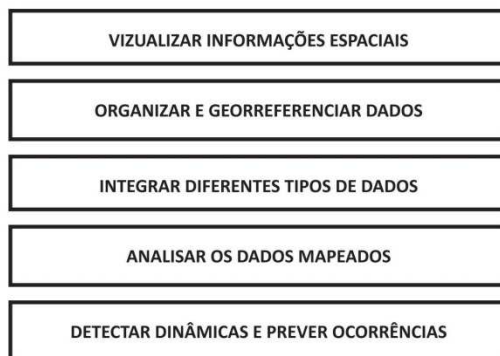 VIZUALIZAR INFORMAÇÕES ESPACIAIS
ORGANIZAR E GEORREFERENCIAR DADOS
INTEGRAR DIFERENTES TIPOS DE DADOS
ANALISAR OS DADOS MAPEADOS
DETECTAR DINÂMICAS E PREVER OCORRÊNCIAS